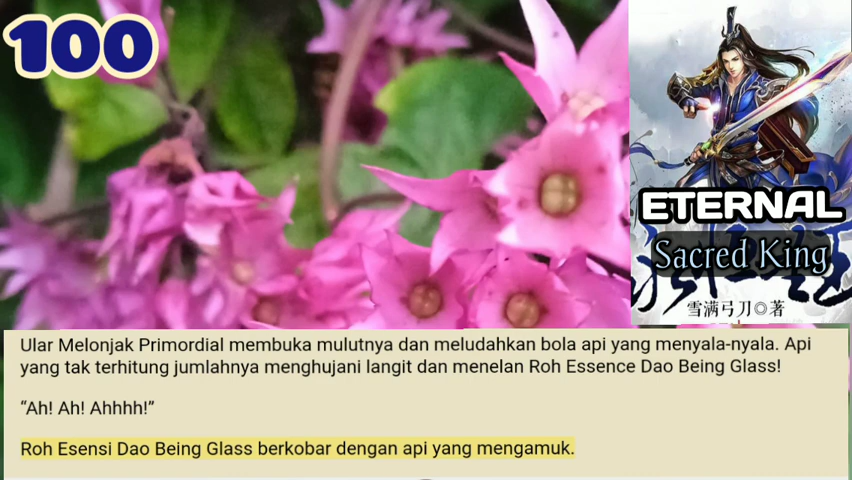 100
ETERNAL
Sacred King
雪满弓刀◎著
Ular Melonjak Primordial membuka mulutnya dan meludahkan bola api yang menyala-nyala. Api
yang tak terhitung jumlahnya menghujani langit dan menelan Roh Essence Dao Being Glass!
“Ah! Ah! Ahhhh!”
Roh Esensi Dao Being Glass berkobar dengan api yang mengamuk.